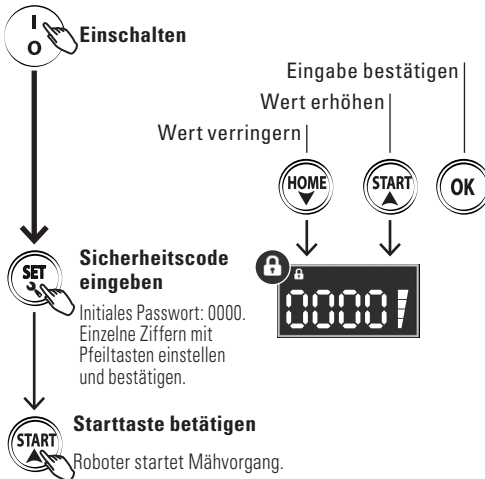 I
O
Einschalten
Eingabe bestätigen
Wert erhöhen
Wert verringern
HOME
START
OK
SET
Sicherheitscode
eingeben
Initiales Passwort: 0000.
Einzelne Ziffern mit
Pfeiltasten einstellen
und bestätigen.
0000
START
Starttaste betätigen
Roboter startet Mähvorgang.